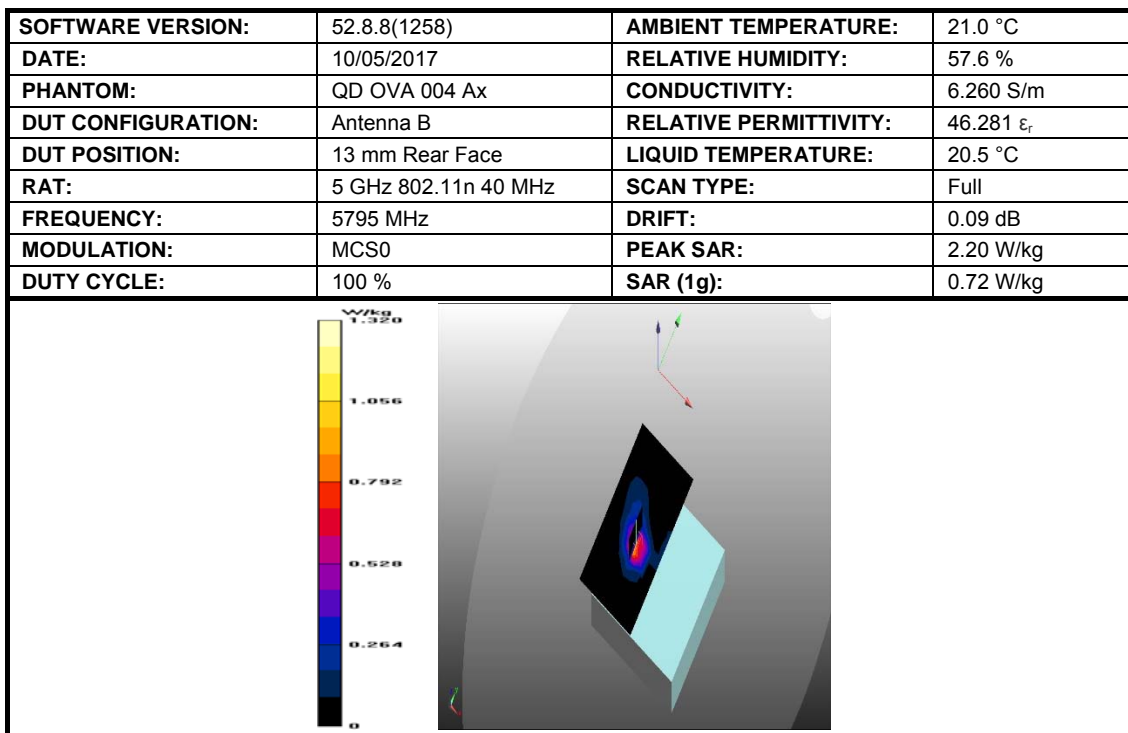 SOFTWARE VERSION: 52.8.8(1258) AMBIENT TEMPERATURE: 21.0 °C
DATE: 10/05/2017 RELATIVE HUMIDITY: 57.6 %
PHANTOM: QD OVA 004 Ax CONDUCTIVITY: 6.260 S/m
DUT CONFIGURATION: Antenna B RELATIVE PERMITTIVITY: 46.281 εr
DUT POSITION: 13 mm Rear Face LIQUID TEMPERATURE: 20.5 °C
RAT: 5 GHz 802.11n 40 MHz SCAN TYPE: Full
FREQUENCY: 5795 MHz DRIFT: 0.09 dB
MODULATION: MCS0 PEAK SAR: 2.20 W/kg
DUTY CYCLE: 100 % SAR (1g): 0.72 W/kg
W/kg
1.320
1.056
0.792
0.528
0.264
0